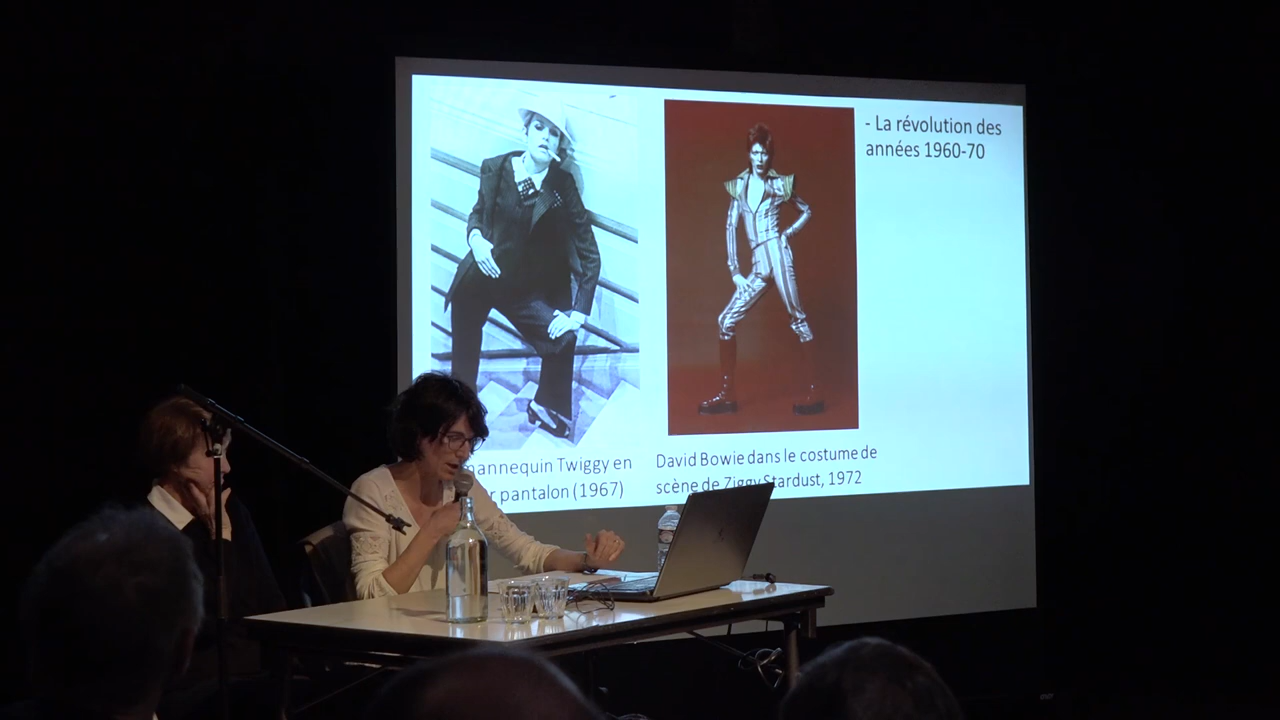 - La révolution des
années 1960-70
mannequin Twiggy en
pantalon (1967)
David Bowie dans le costume de
scène de Ziggy Stardust, 1972